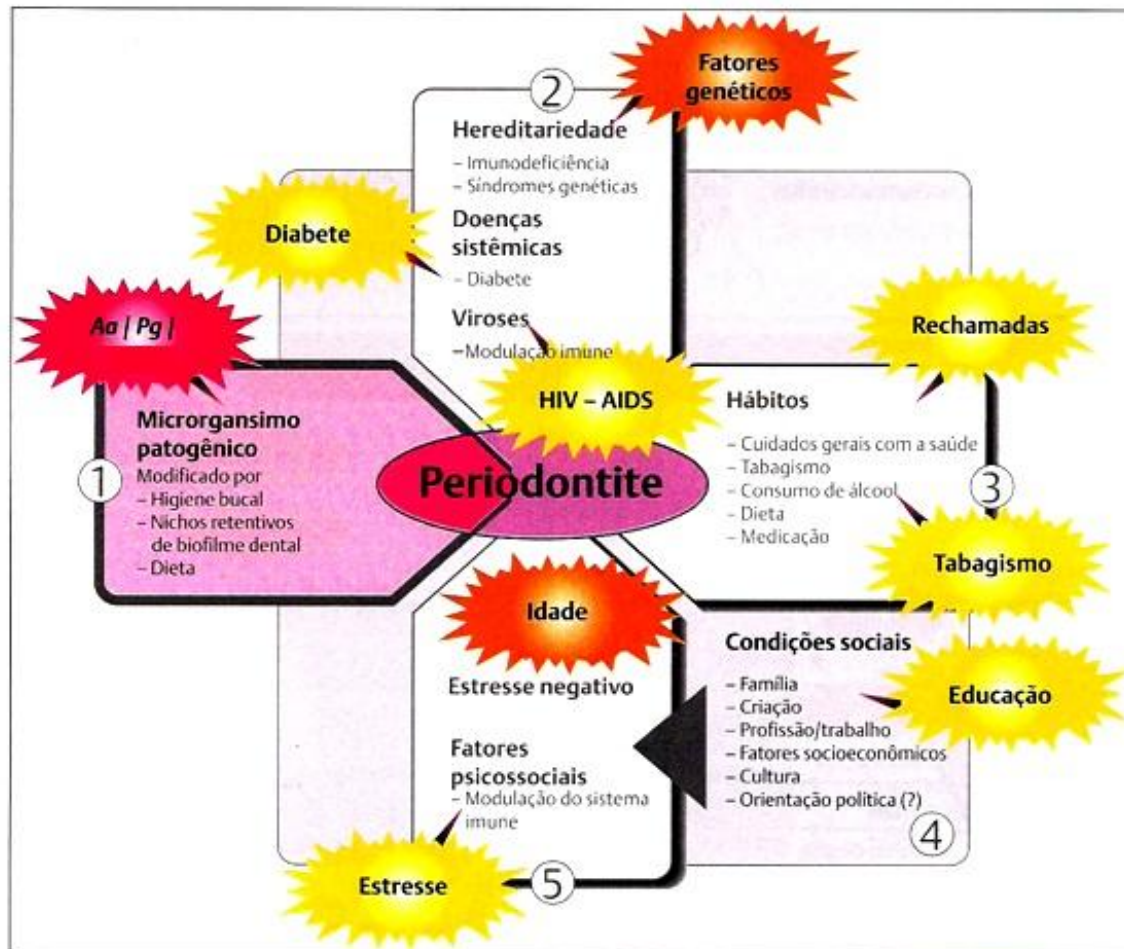 Fatores
genéticos
2
Hereditariedade
– Imunodeficiência
– Síndromes genéticas
Diabete
Doenças
sistêmicas
– Diabete
Aa | Pg |
Viroses
–Modulação imune
Rechamadas
HIV – AIDS
1
Microrgansimo
patogênico
Modificado por
– Higiene bucal
– Nichos retentivos
de biofilme dental
– Dieta
Periodontite
Hábitos
– Cuidados gerais com a saúde
– Tabagismo
– Consumo de álcool
– Dieta
– Medicação
3
Tabagismo
Idade
Estresse negativo
Fatores
psicossociais
– Modulação do sistema
imune
Estresse
5
Condições sociais
– Família
– Criação
– Profissão/trabalho
– Fatores socioeconômicos
– Cultura
– Orientação política (?)
Educação
4